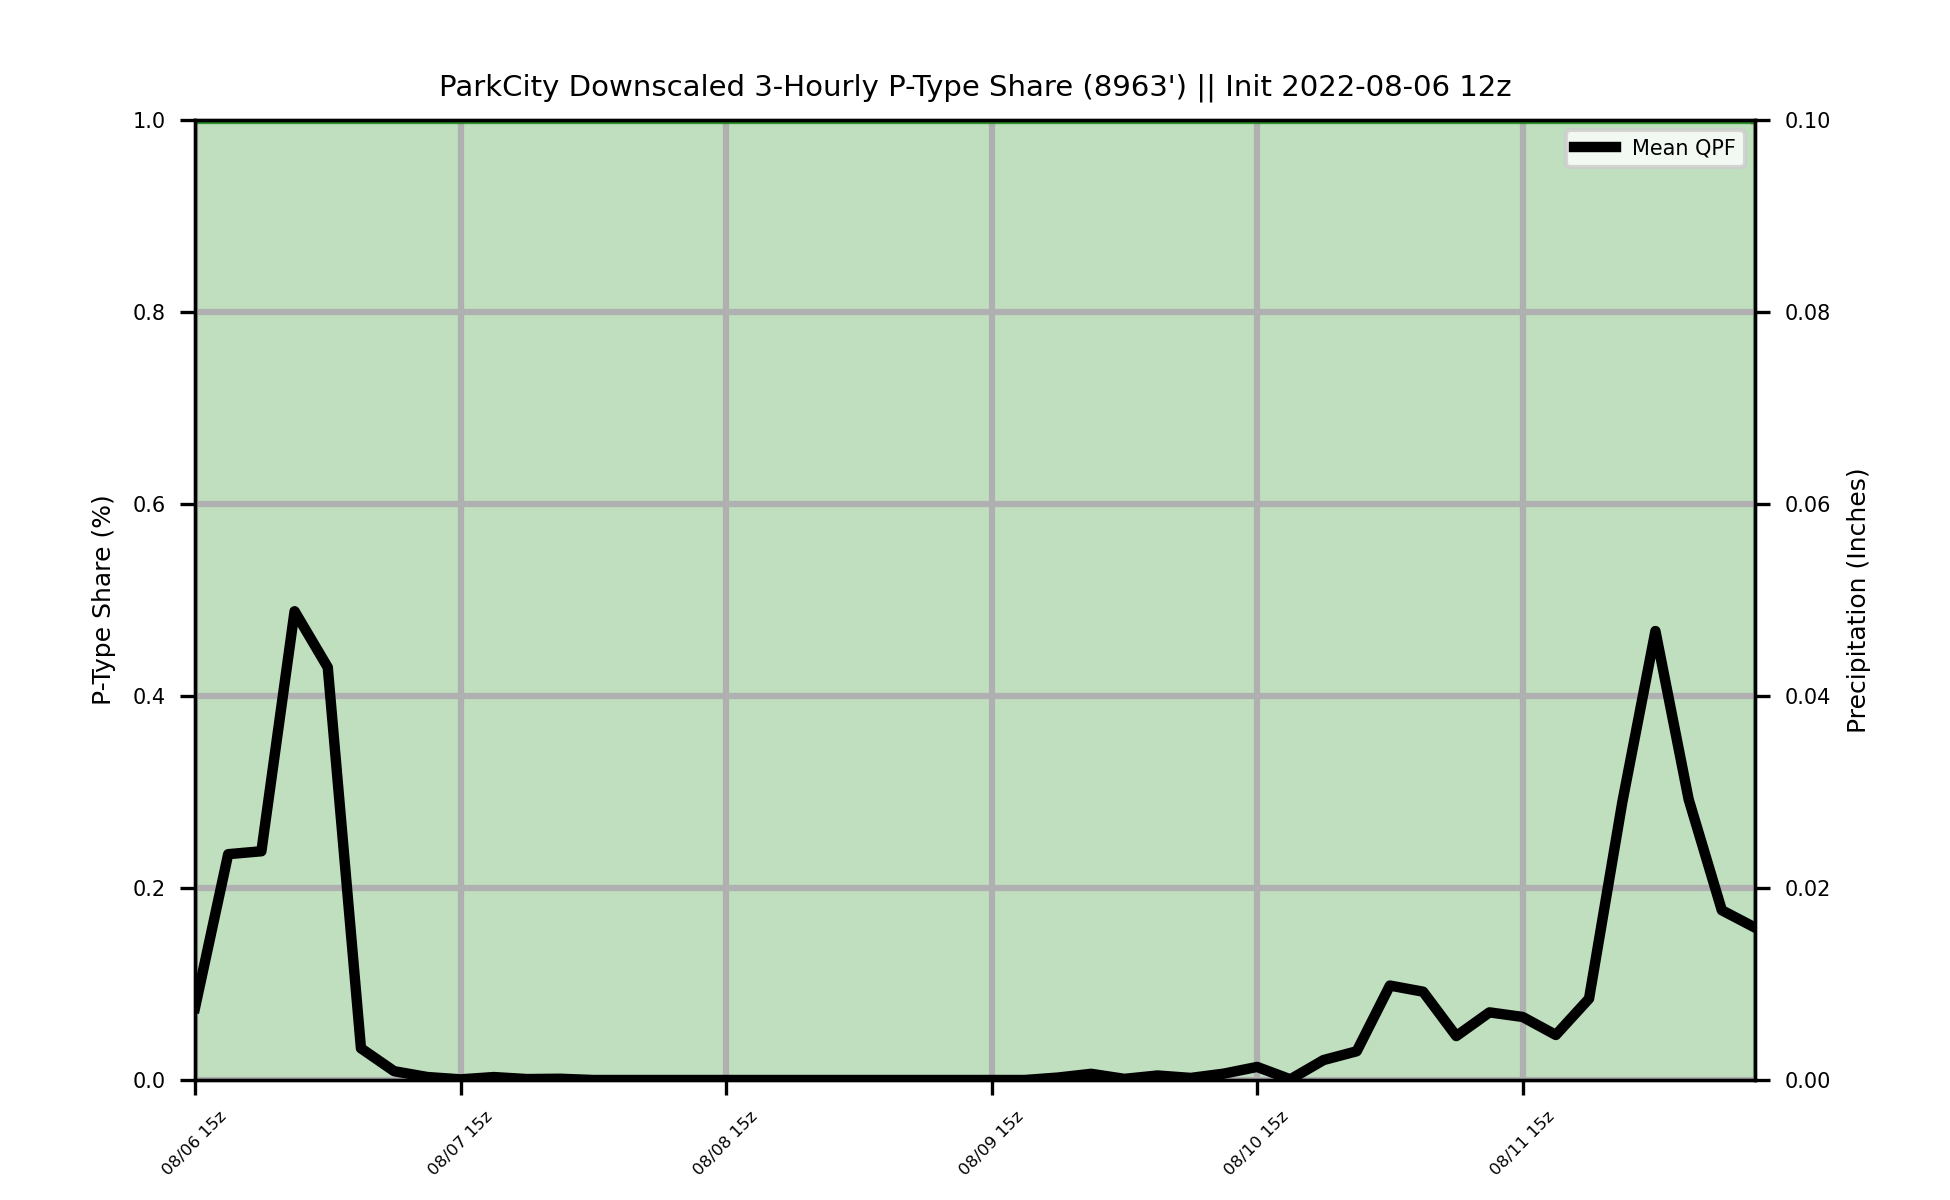 ParkCity Downscaled 3-Hourly P-Type Share (8963') || Init 2022-08-06 12z
Mean QPF
P-Type Share (%)
1.0
0.8
0.6
0.4
0.2
0.0
0.10
0.08
0.06
0.04
0.02
0.00
Precipitation (Inches)
08/06 15z
08/07 15z
08/08 15z
08/09 15z
08/10 15z
08/11 15z